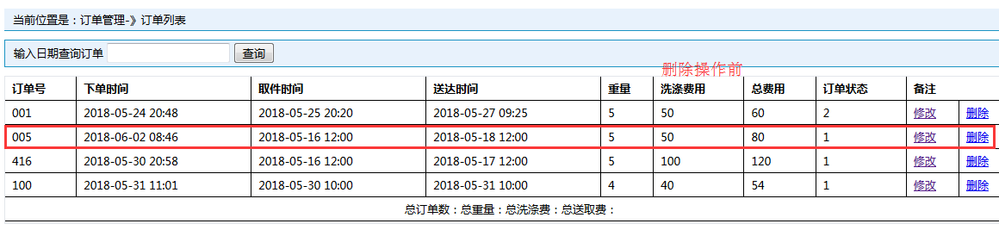 当前位置是：订单管理-》订单列表
输入日期查询订单 查询
删除操作前
订单号 下单时间 取件时间 送达时间 重量 洗涤费用 总费用 订单状态 备注
001 2018-05-24 20:48 2018-05-25 20:20 2018-05-27 09:25 5 50 60 2 修改 删除
005 2018-06-02 08:46 2018-05-16 12:00 2018-05-18 12:00 5 50 80 1 修改 删除
416 2018-05-30 20:58 2018-05-16 12:00 2018-05-17 12:00 5 100 120 1 修改 删除
100 2018-05-31 11:01 2018-05-30 10:00 2018-05-31 10:00 4 40 54 1 修改 删除
总订单数：总重量：总洗涤费：总送取费：